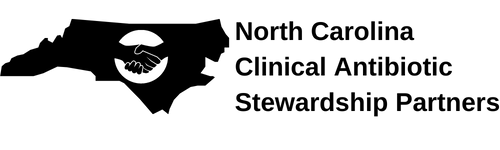 North Carolina
Clinical Antibiotic
Stewardship Partners